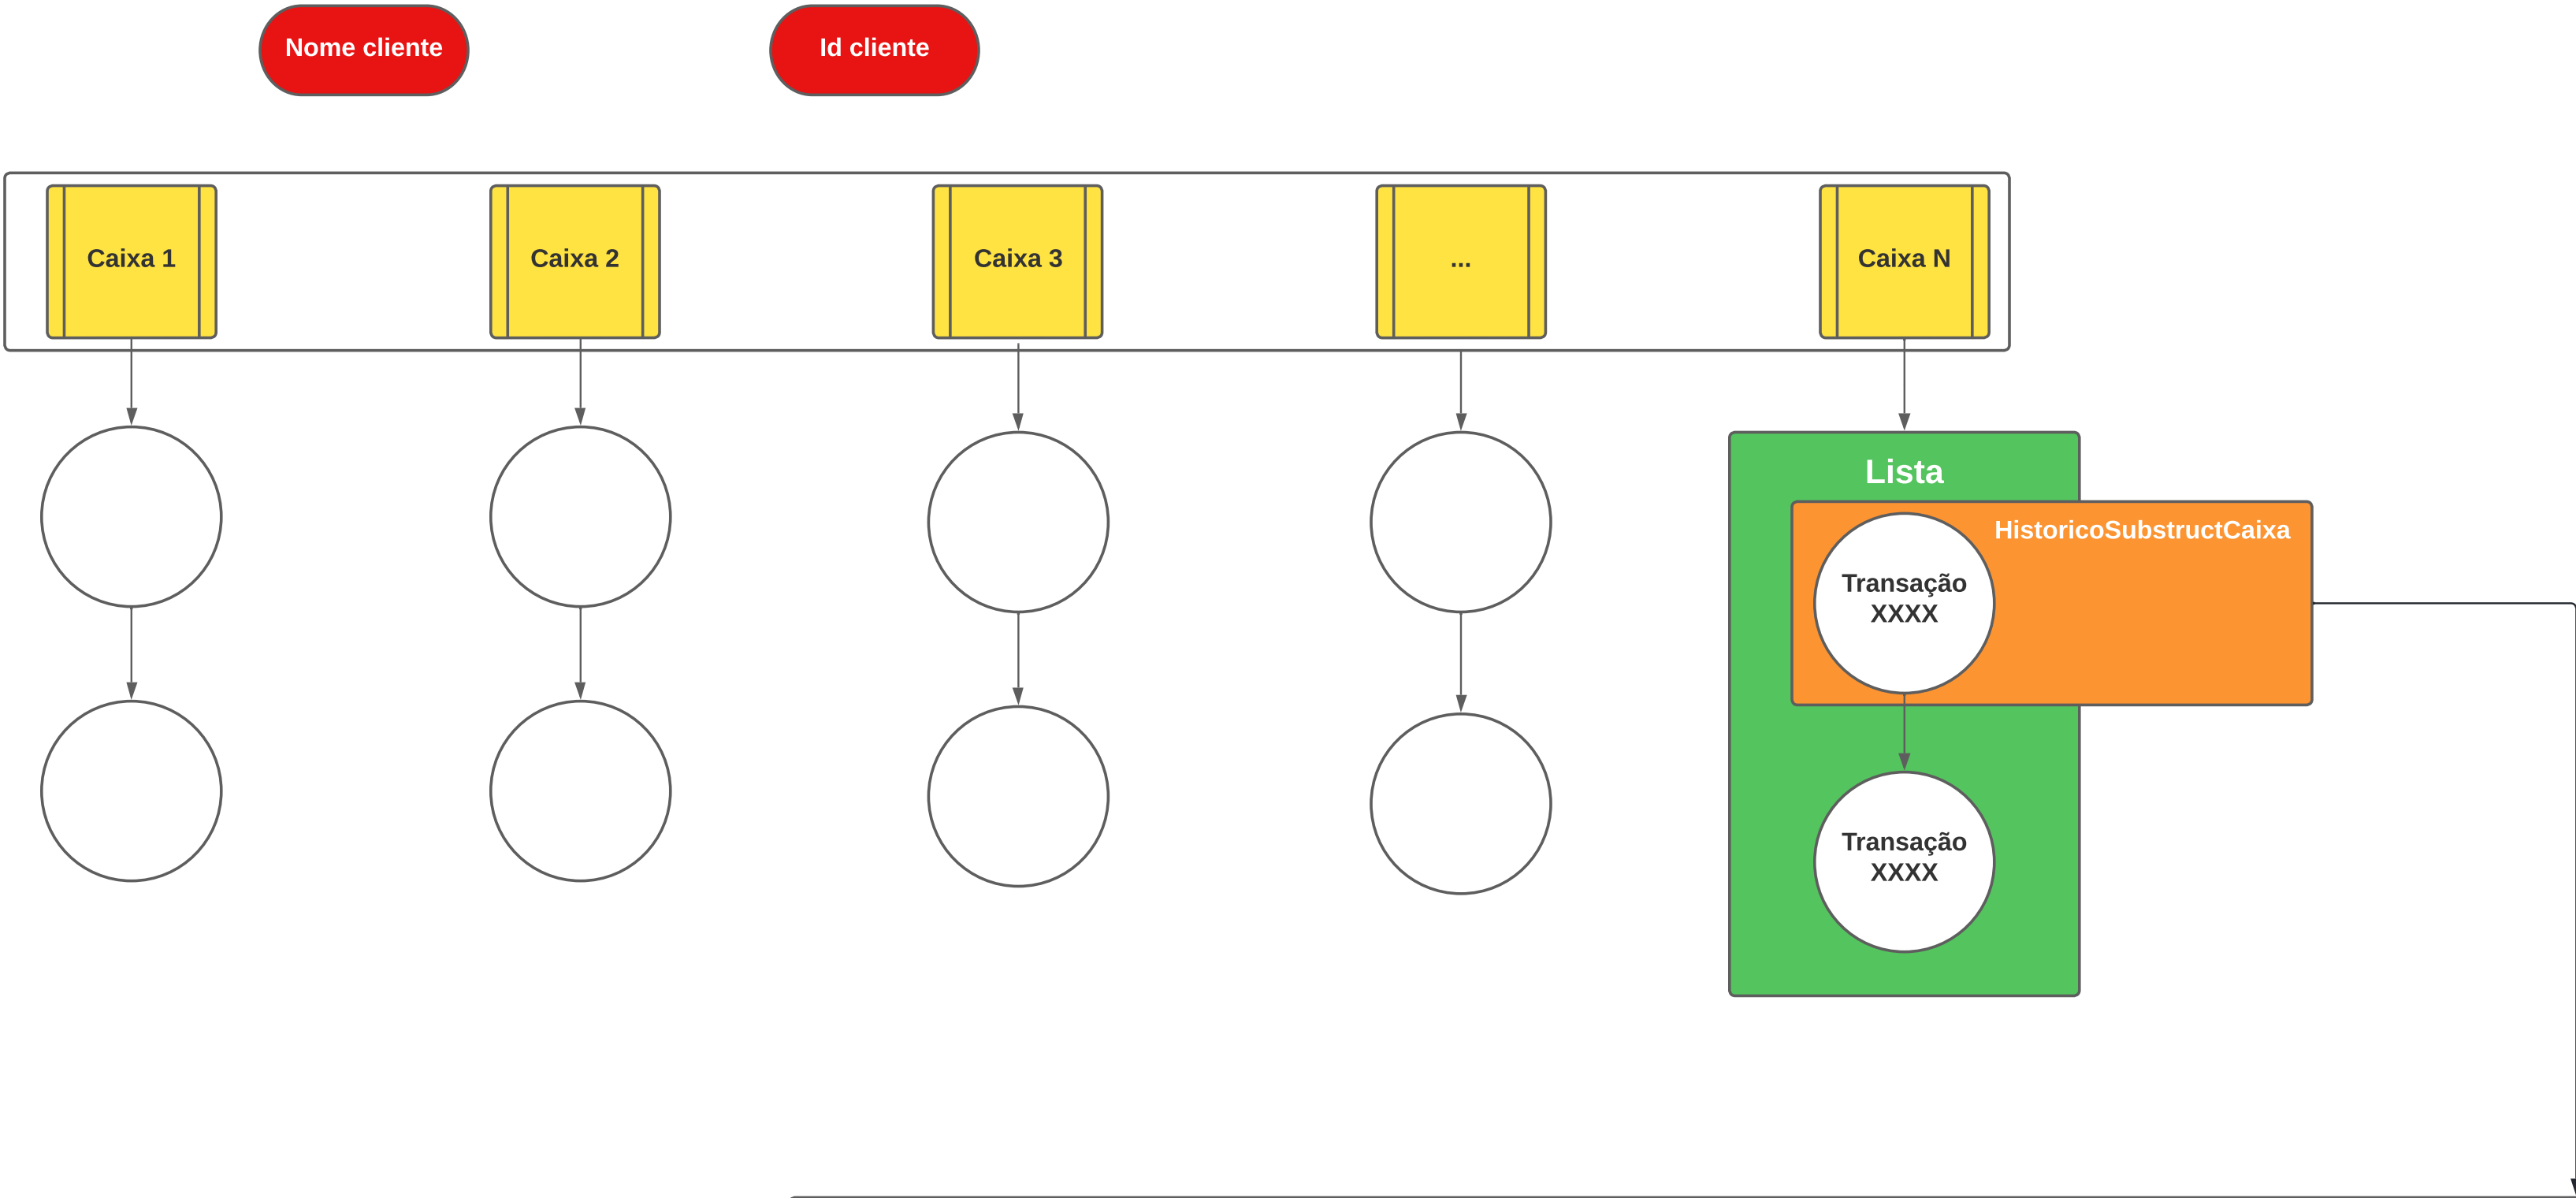 Nome cliente
Id cliente
Caixa 1
Caixa 2
Caixa 3
...
Caixa N
Lista
HistoricoSubstructCaixa
Transação
XXXX
Transação
XXXX